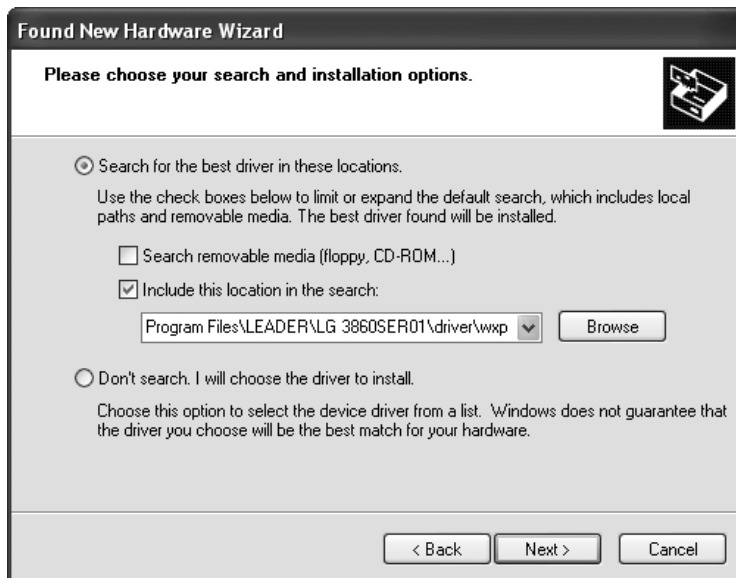 Found New Hardware Wizard
Please choose your search and installation options.
Search for the best driver in these locations.
Use the check boxes below to limit or expand the default search, which includes local
paths and removable media. The best driver found will be installed.
Search removable media (floppy, CD-ROM...)
Include this location in the search:
Program Files\LEADER\LG 3860SER01\driver\wxp
Browse
Don't search. I will choose the driver to install.
Choose this option to select the device driver from a list. Windows does not guarantee that
the driver you choose will be the best match for your hardware.
< Back Next > Cancel